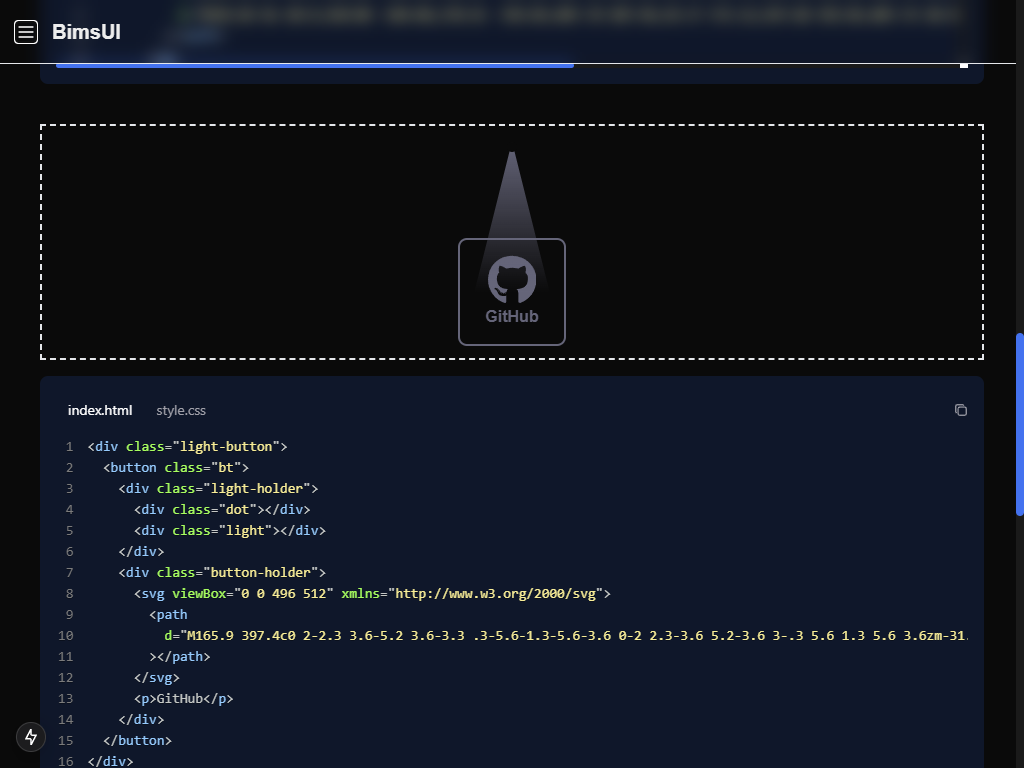 BimsUI
GitHub
index.html style.css
1 <div class="light-button">
2 <button class="bt">
3 <div class="light-holder">
4 <div class="dot"></div>
5 <div class="light"></div>
6 </div>
7 <div class="button-holder">
8 <svg viewBox="0 0 496 512" xmlns="http://www.w3.org/2000/svg">
9 <path
10 d="M165.9 397.4c0 2-2.3 3.6-5.2 3.6-3.3 .3-5.6-1.3-5.6-3.6 0-2 2.3-3.6 5.2-3.6 3-.3 5.6 1.3 5.6 3.6zm-31.
11 ></path>
12 </svg>
13 <p>GitHub</p>
14 </div>
15 </button>
16 </div>